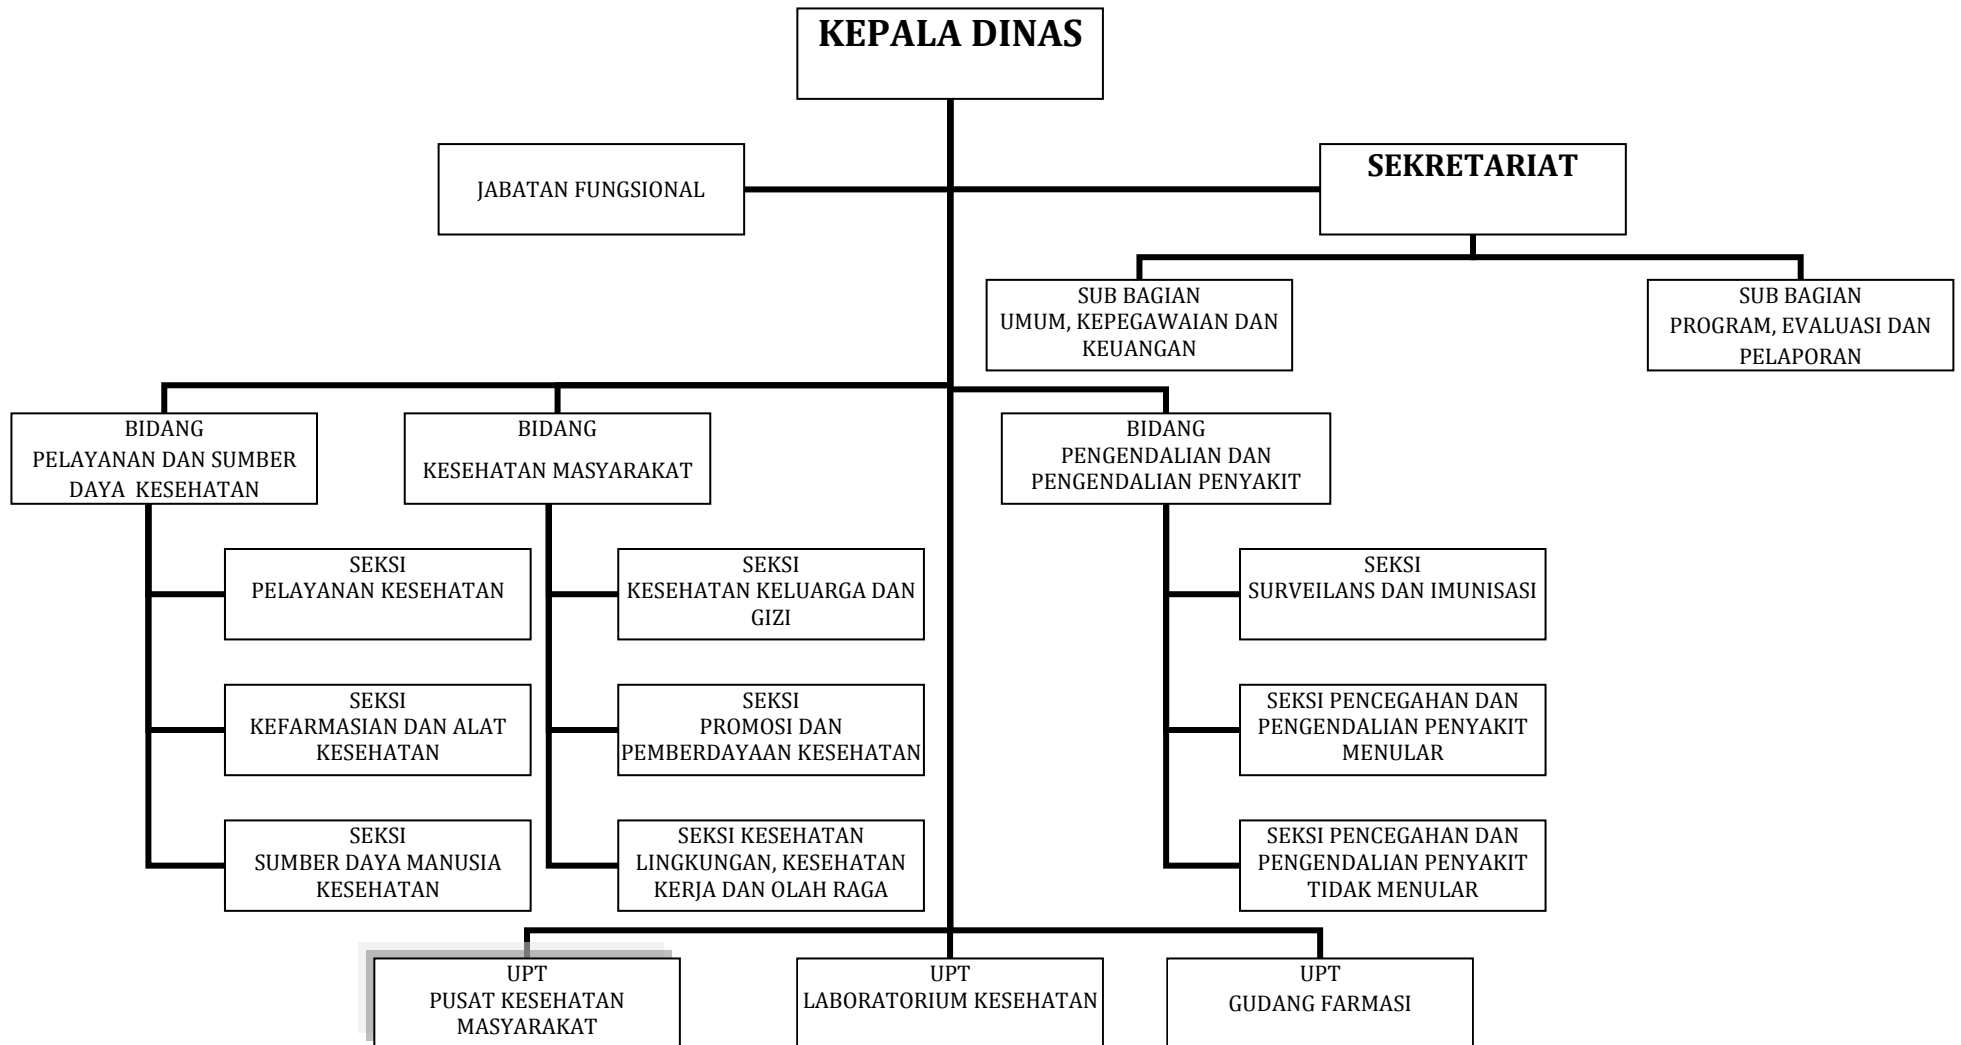 KEPALA DINAS
JABATAN FUNGSIONAL
SEKRETARIAT
SUB BAGIAN
UMUM, KEPEGAWAIAN DAN
KEUANGAN
SUB BAGIAN
PROGRAM, EVALUASI DAN
PELAPORAN
BIDANG
PELAYANAN DAN SUMBER
DAYA KESEHATAN
BIDANG
KESEHATAN MASYARAKAT
BIDANG
PENGENDALIAN DAN
PENGENDALIAN PENYAKIT
SEKSI
PELAYANAN KESEHATAN
SEKSI
KESEHATAN KELUARGA DAN
GIZI
SEKSI
SURVEILANS DAN IMUNISASI
SEKSI
KEFARMASIAN DAN ALAT
KESEHATAN
SEKSI
PROMOSI DAN
PEMBERDAYAAN KESEHATAN
SEKSI PENCEGAHAN DAN
PENGENDALIAN PENYAKIT
MENULAR
SEKSI
SUMBER DAYA MANUSIA
KESEHATAN
SEKSI KESEHATAN
LINGKUNGAN, KESEHATAN
KERJA DAN OLAH RAGA
SEKSI PENCEGAHAN DAN
PENGENDALIAN PENYAKIT
TIDAK MENULAR
UPT
PUSAT KESEHATAN
MASYARAKAT
UPT
LABORATORIUM KESEHATAN
UPT
GUDANG FARMASI